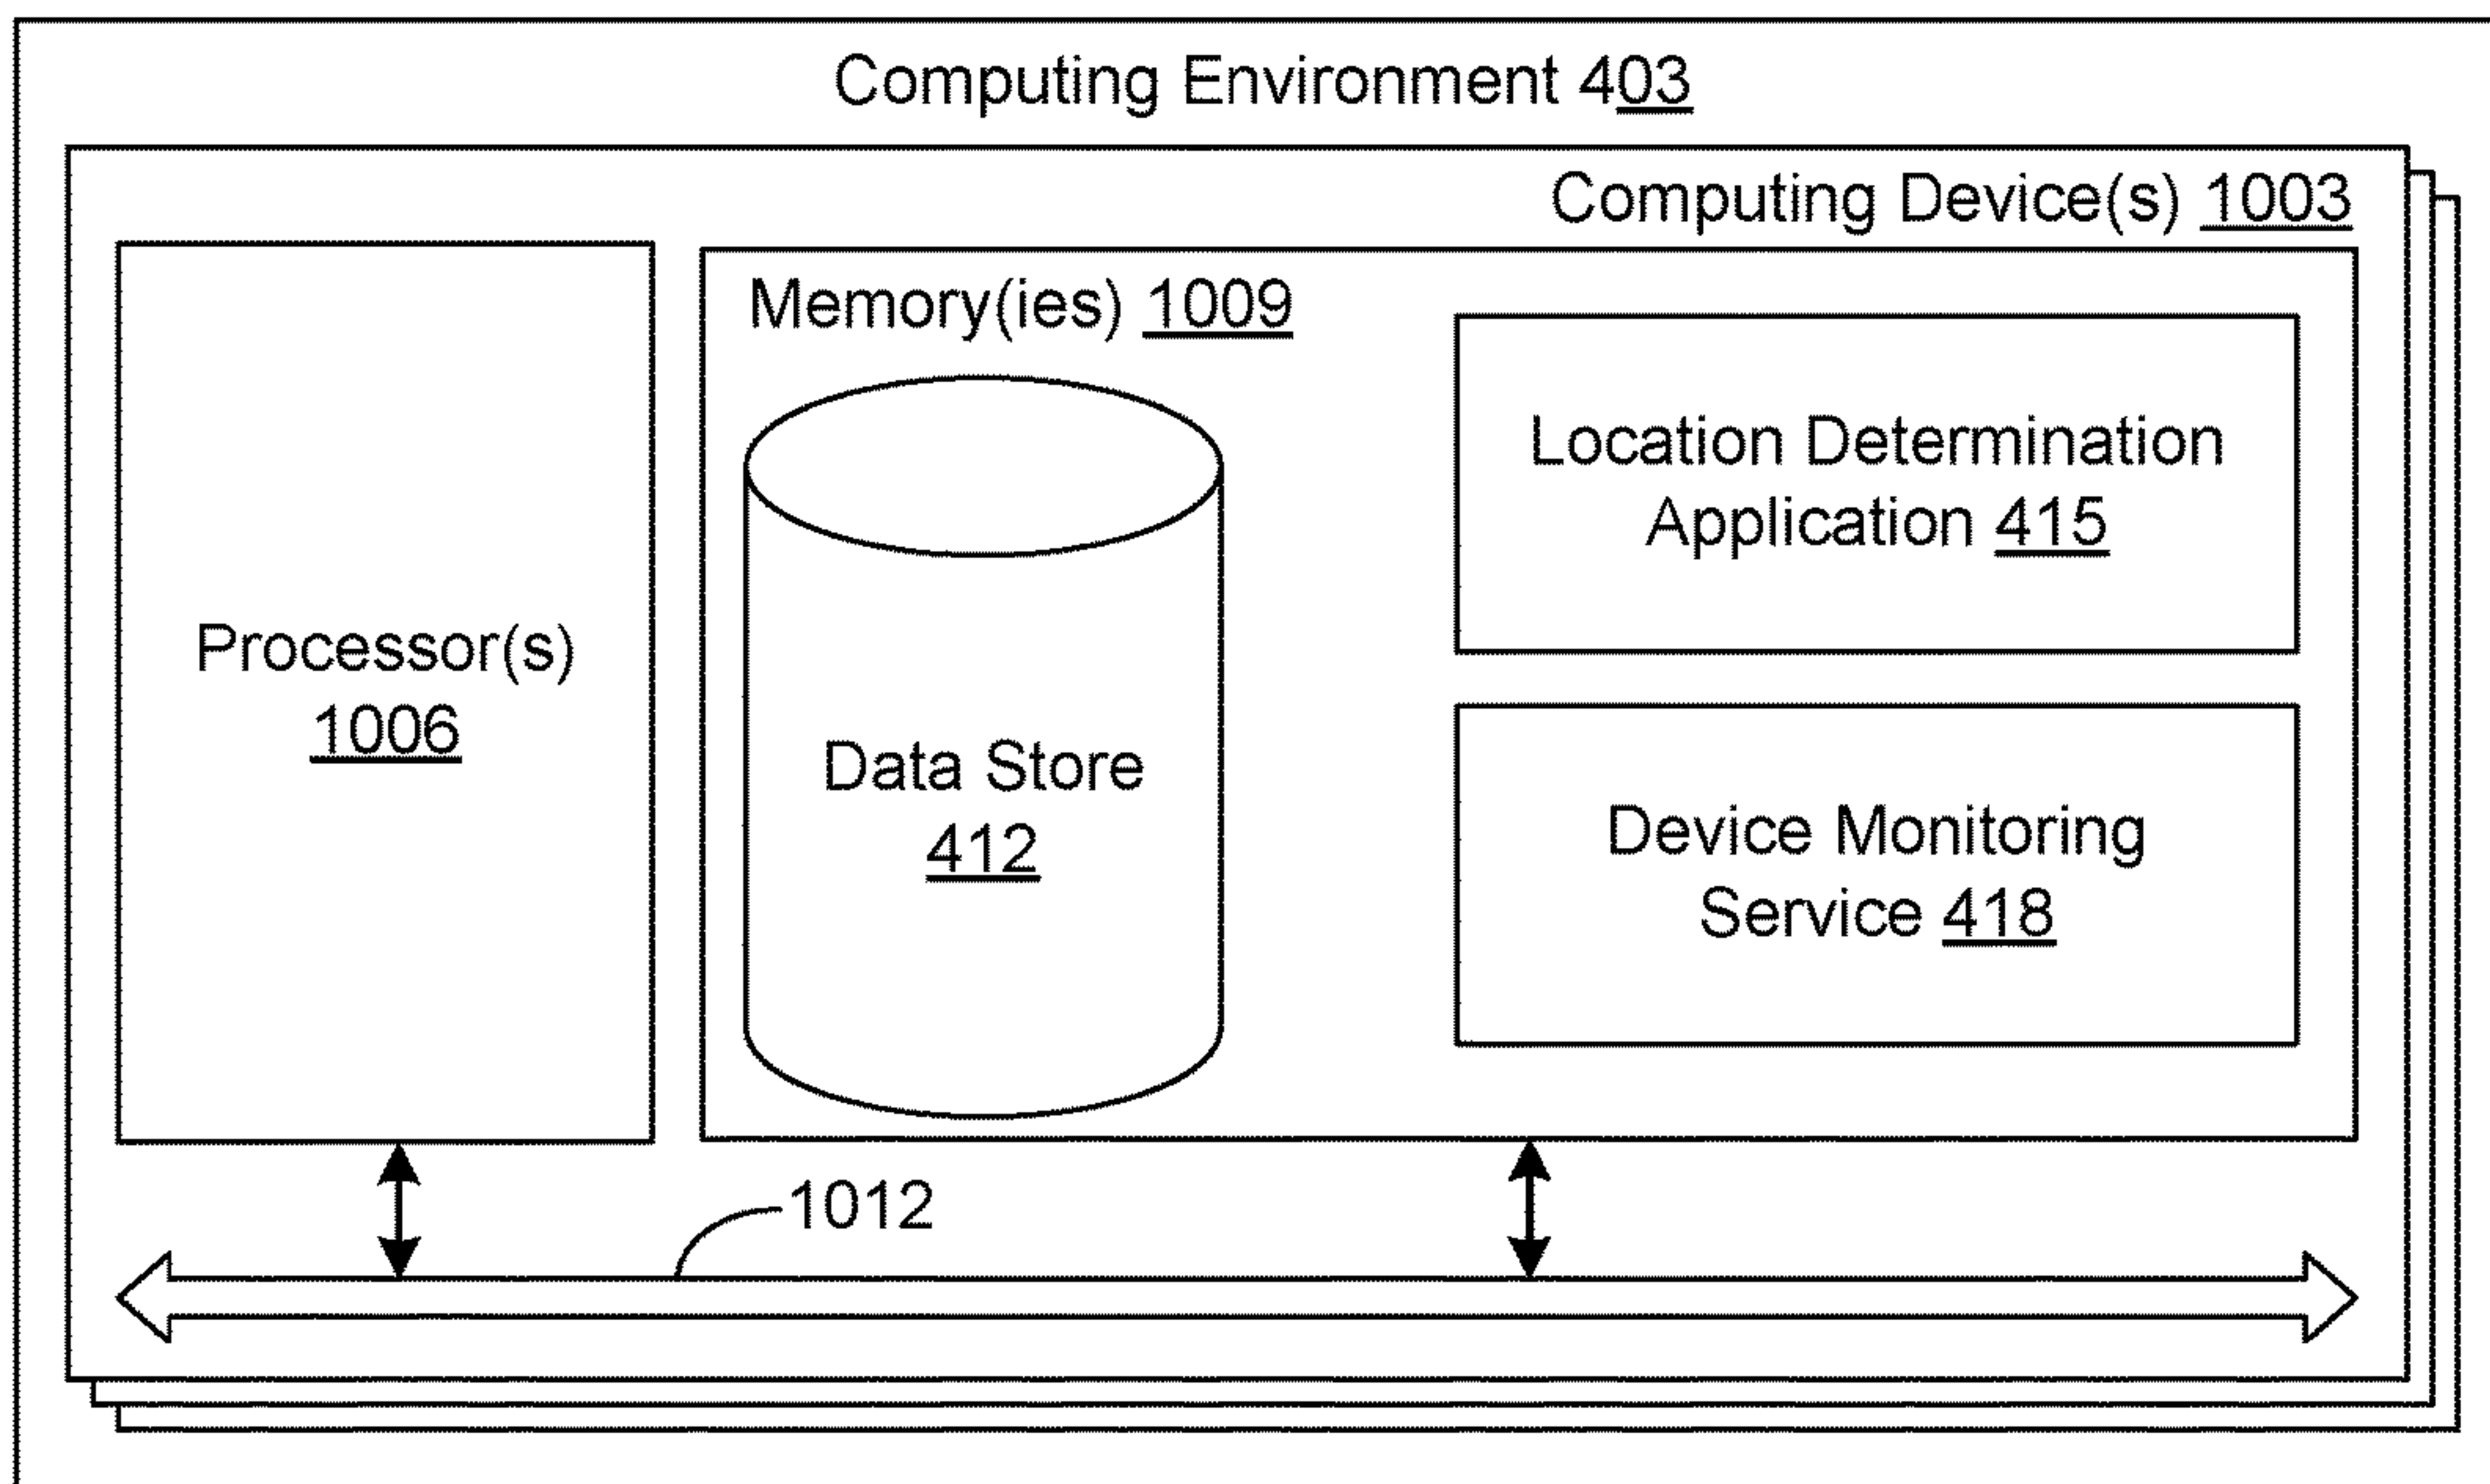 Computing Environment 403
Computing Device(s) 1003
Processor(s)
1006
Memory(ies) 1009
Data Store
412
Location Determination
Application 415
Device Monitoring
Service 418
1012